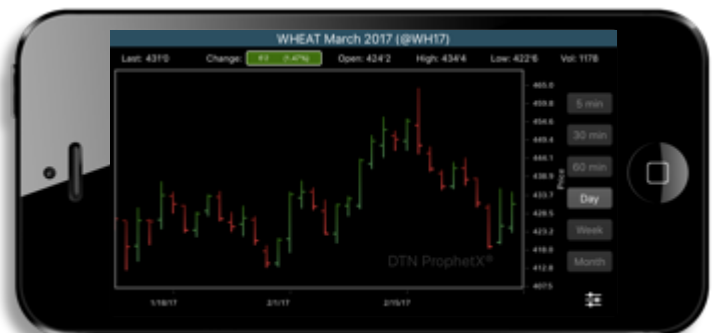 WHEAT March 2017 (@WH17)
Last: 431'0 Change: (1.47%) Open: 424'2 High: 434'4 Low: 422'6 Vol: 1178
465.0
459.8
454.6
449.4
444.1
438.9
433.7
428.5
423.2
418.0
412.8
407.5
Price
5 min
30 min
60 min
Day
Week
Month
DTN ProphetX®
1/18/17 2/1/17 2/15/17